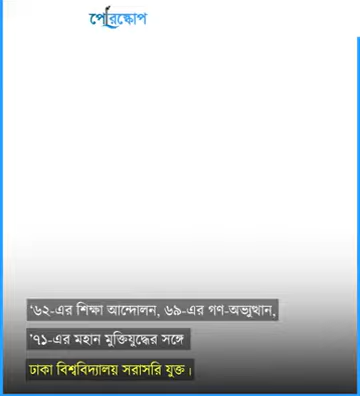 পেরিস্কোপ
'৬২-এর শিক্ষা আন্দোলন, ৬৯-এর গণ-অভ্যুত্থান,
'৭১-এর মহান মুক্তিযুদ্ধের সঙ্গে
ঢাকা বিশ্ববিদ্যালয় সরাসরি যুক্ত।